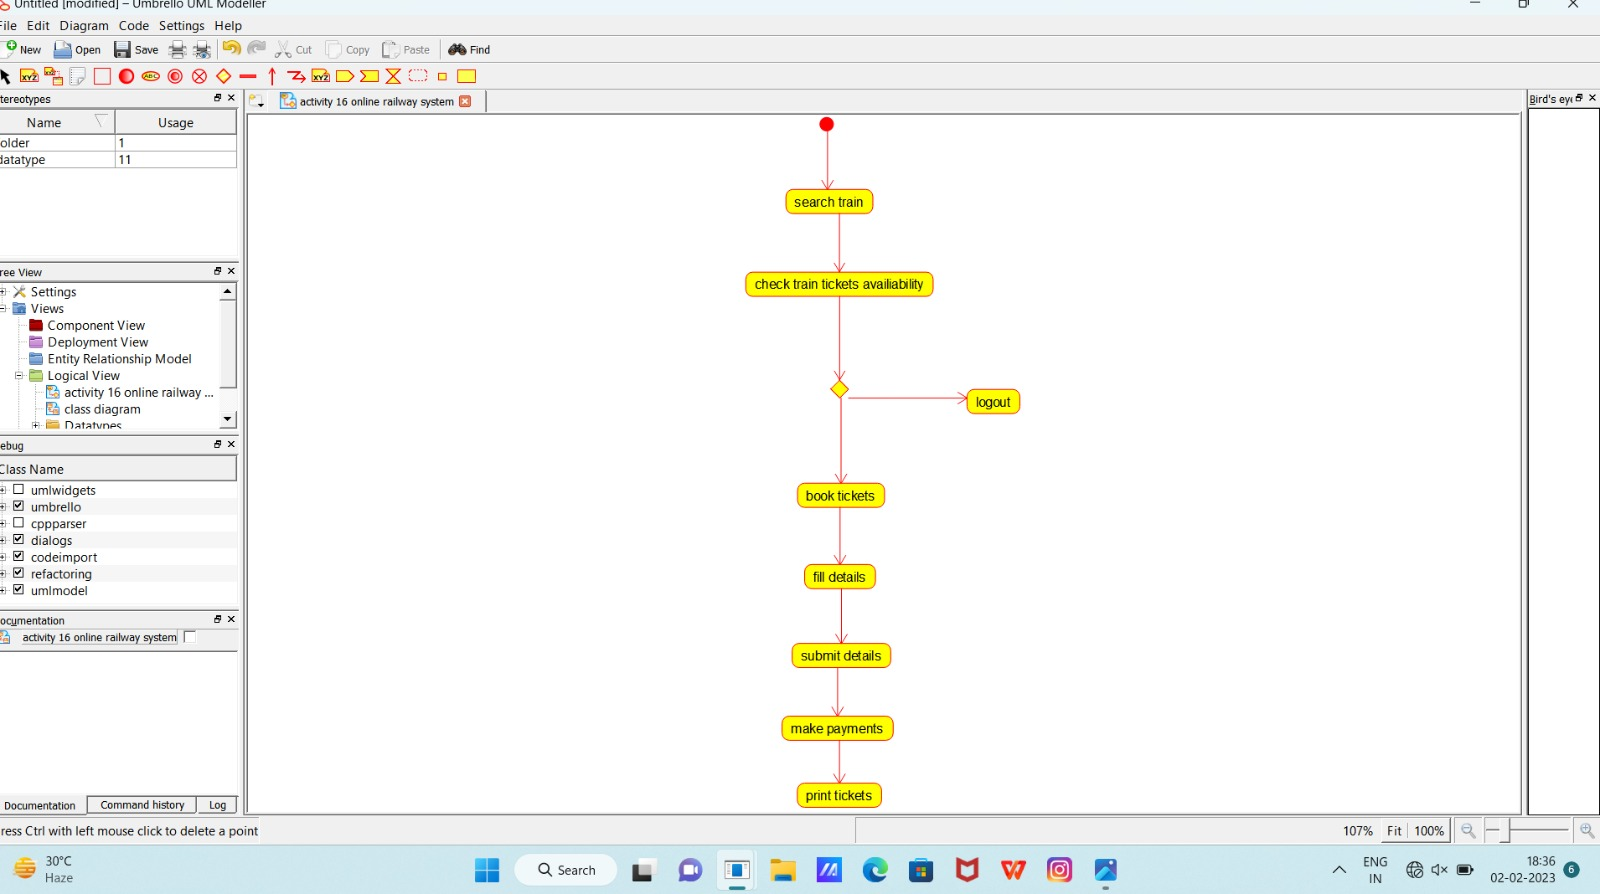 Untitled [modified] – Umbrello UML Modeller
File Edit Diagram Code Settings Help
New Open Save Cut Copy Paste Find
XYZ ABC XYZ
tereotypes
Name Usage
older 1
datatype 11
ree View
Settings
Views
Component View
Deployment View
Entity Relationship Model
Logical View
activity 16 online railway ...
class diagram
Datatypes
ebug
Class Name
umlwidgets
umbrello
cppparser
dialogs
codeimport
refactoring
umlmodel
ocumentation
activity 16 online railway system
Documentation Command history Log
activity 16 online railway system
search train
check train tickets availiability
logout
book tickets
fill details
submit details
make payments
print tickets
Bird's eye
ress Ctrl with left mouse click to delete a point
107% Fit 100%
30°C
Haze
Search
ENG
IN
18:36
02-02-2023
6